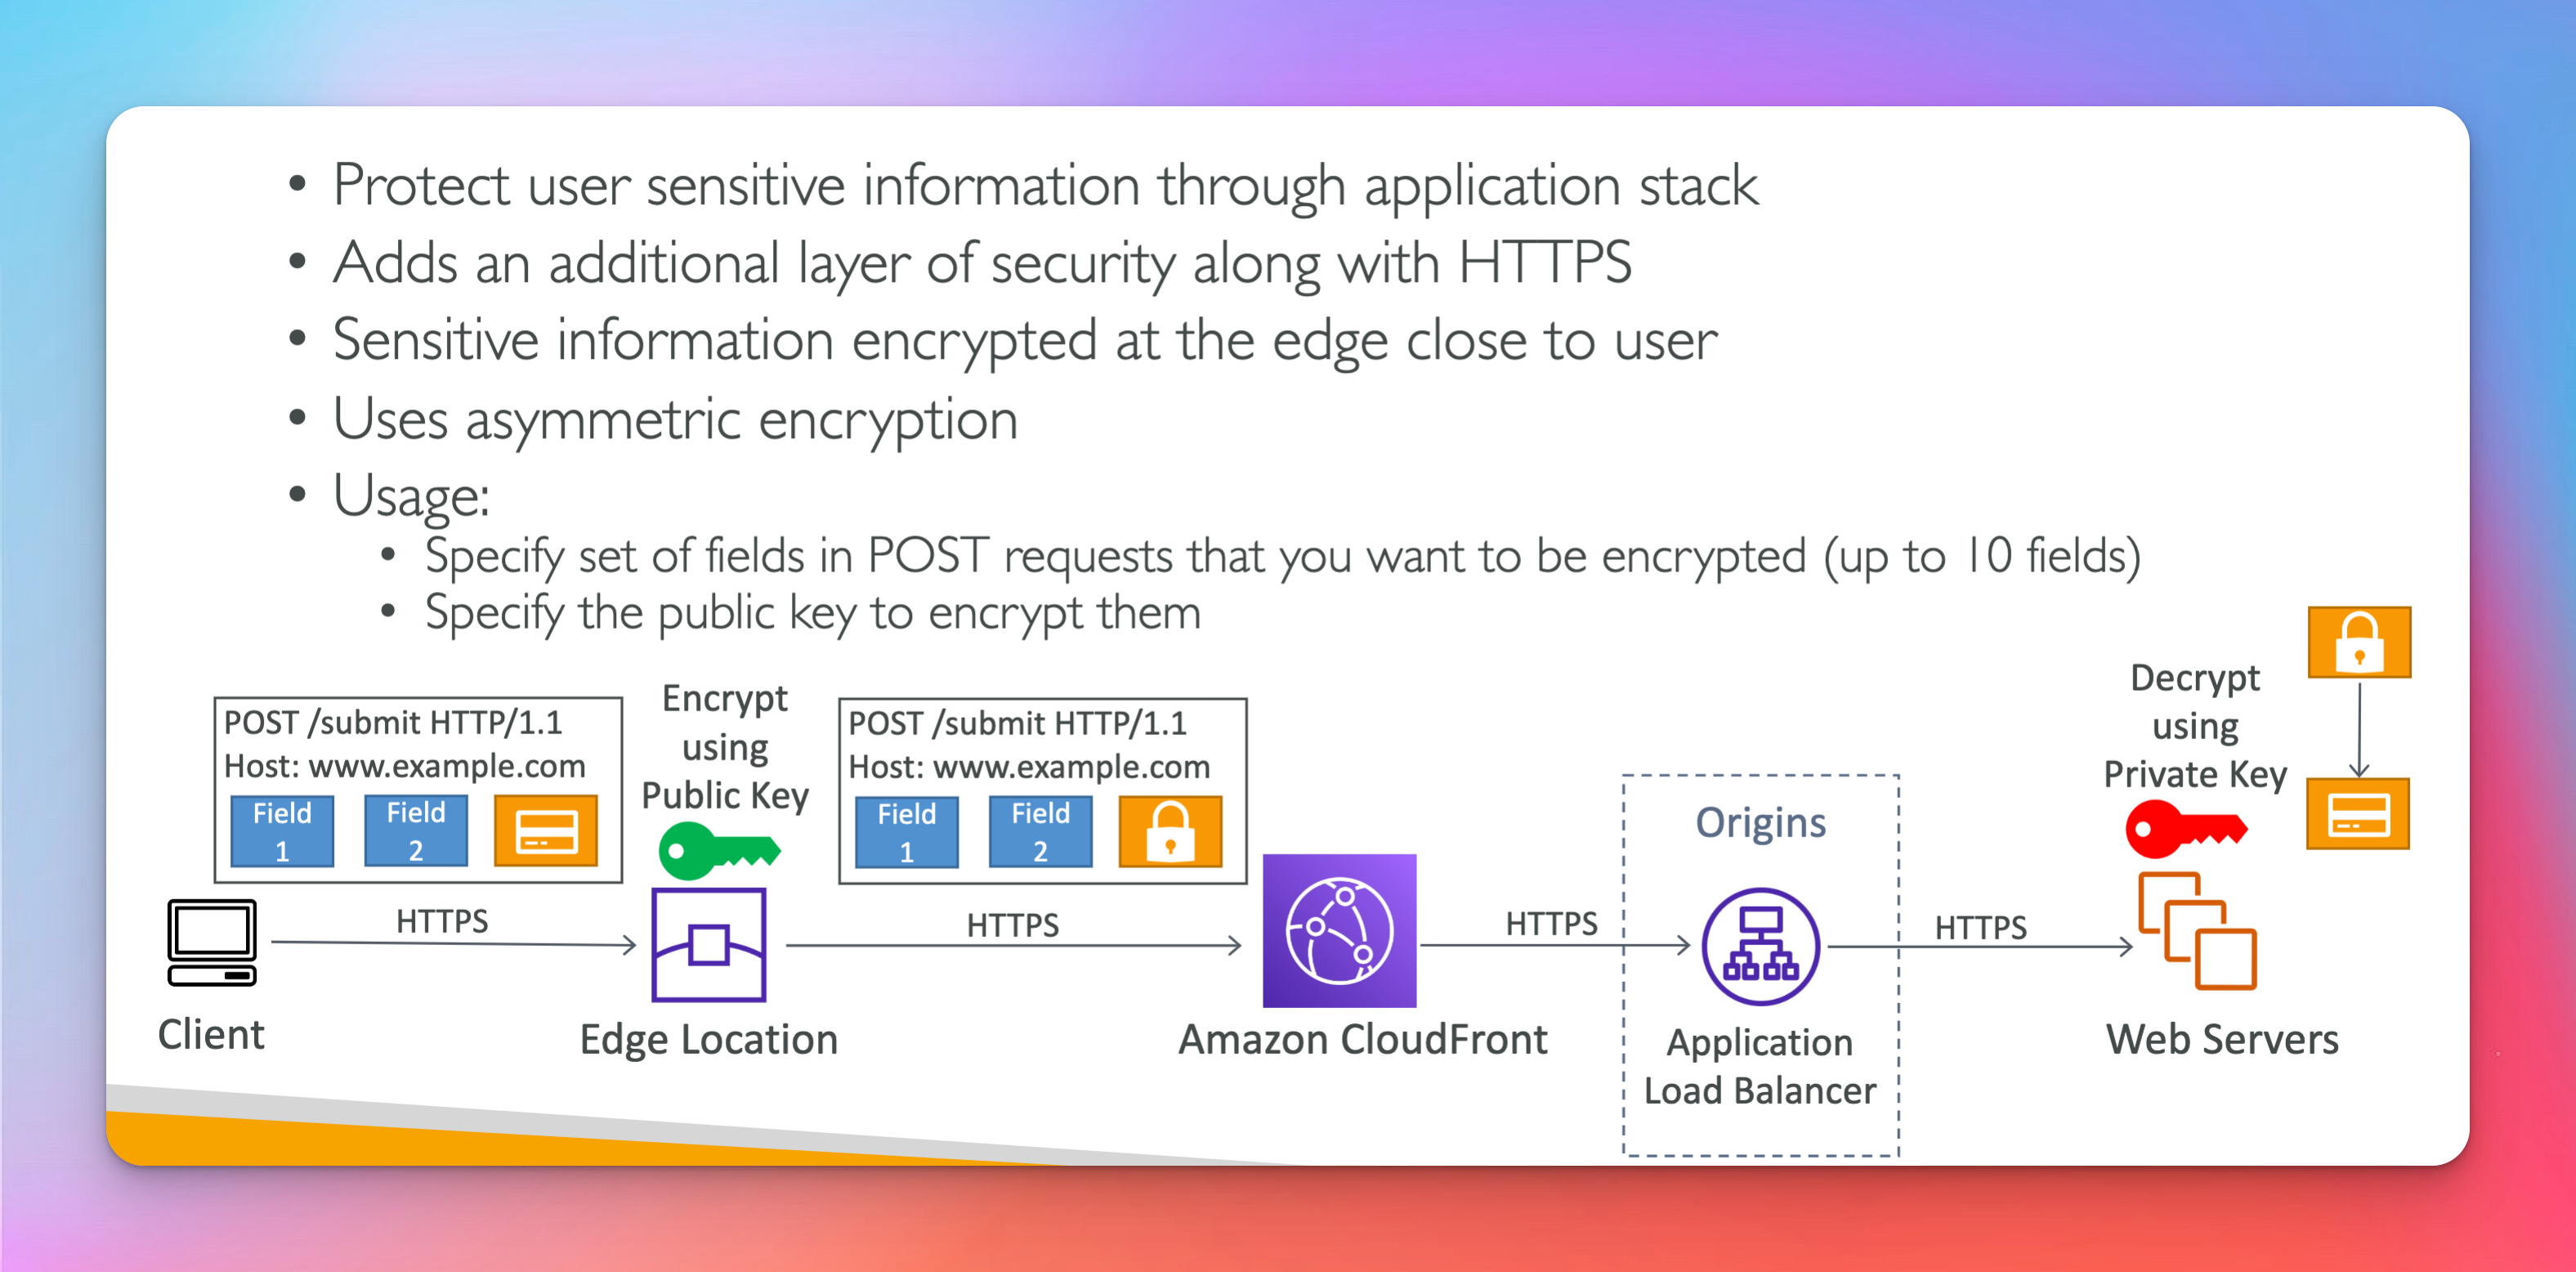 • Protect user sensitive information through application stack
• Adds an additional layer of security along with HTTPS
• Sensitive information encrypted at the edge close to user
• Uses asymmetric encryption
• Usage:
• Specify set of fields in POST requests that you want to be encrypted (up to 10 fields)
• Specify the public key to encrypt them
POST /submit HTTP/1.1
Host: www.example.com
Field
1
Field
2
Encrypt
using
Public Key
POST /submit HTTP/1.1
Host: www.example.com
Field
1
Field
2
Decrypt
using
Private Key
Origins
HTTPS
HTTPS
HTTPS
HTTPS
Client
Edge Location
Amazon CloudFront
Application
Load Balancer
Web Servers